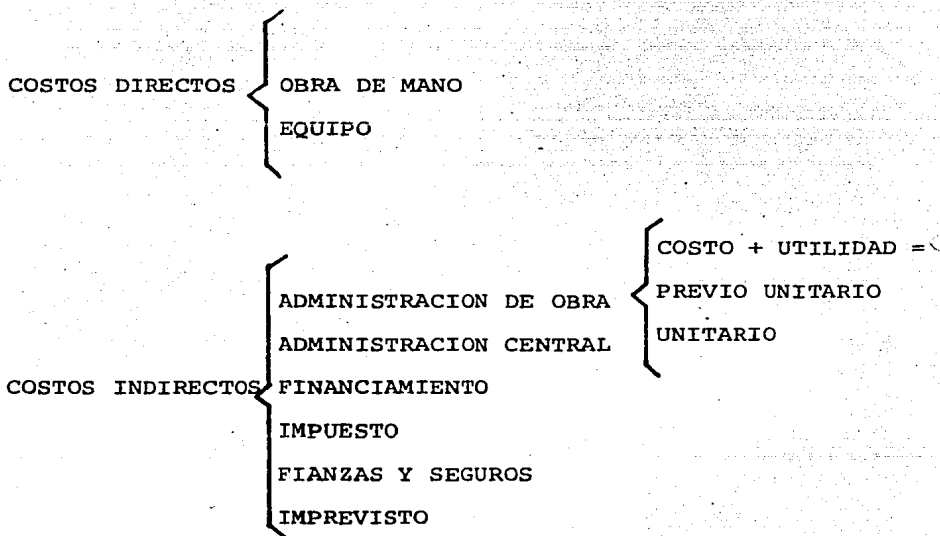 COSTOS DIRECTOS
OBRA DE MANO
EQUIPO
COSTO + UTILIDAD =
PREVIO UNITARIO
UNITARIO
ADMINISTRACION DE OBRA
ADMINISTRACION CENTRAL
COSTOS INDIRECTOS
FINANCIAMIENTO
IMPUESTO
FIANZAS Y SEGUROS
IMPREVISTO